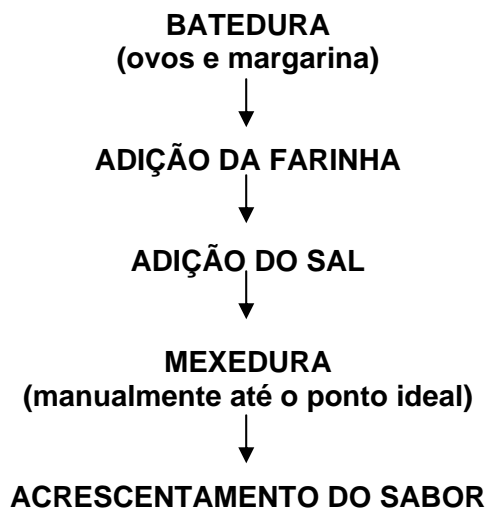 BATEDURA
(ovos e margarina)
ADIÇÃO DA FARINHA
ADIÇÃO DO SAL
MEXEDURA
(manualmente até o ponto ideal)
ACRESCENTAMENTO DO SABOR